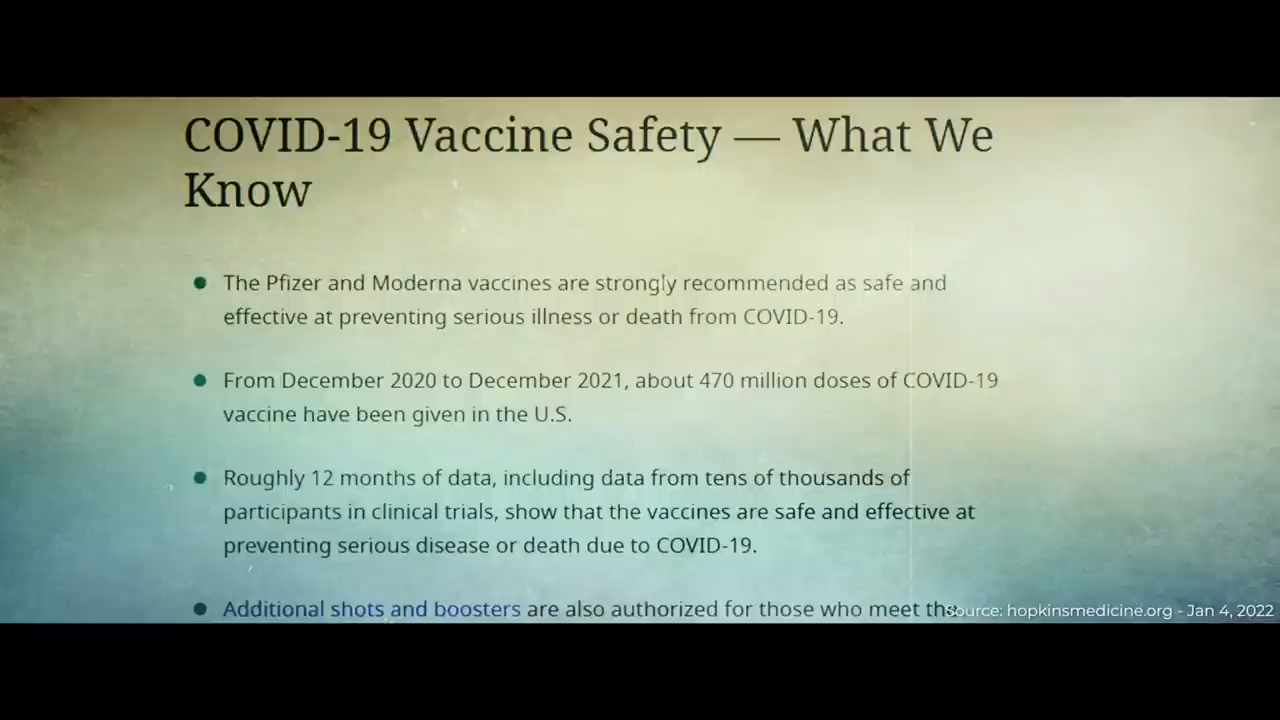 COVID-19 Vaccine Safety — What We
Know
The Pfizer and Moderna vaccines are strongly recommended as safe and
effective at preventing serious illness or death from COVID-19.
From December 2020 to December 2021, about 470 million doses of COVID-19
vaccine have been given in the U.S.
Roughly 12 months of data, including data from tens of thousands of
participants in clinical trials, show that the vaccines are safe and effective at
preventing serious disease or death due to COVID-19.
Additional shots and boosters are also authorized for those who meet the
Source: hopkinsmedicine.org - Jan 4, 2022